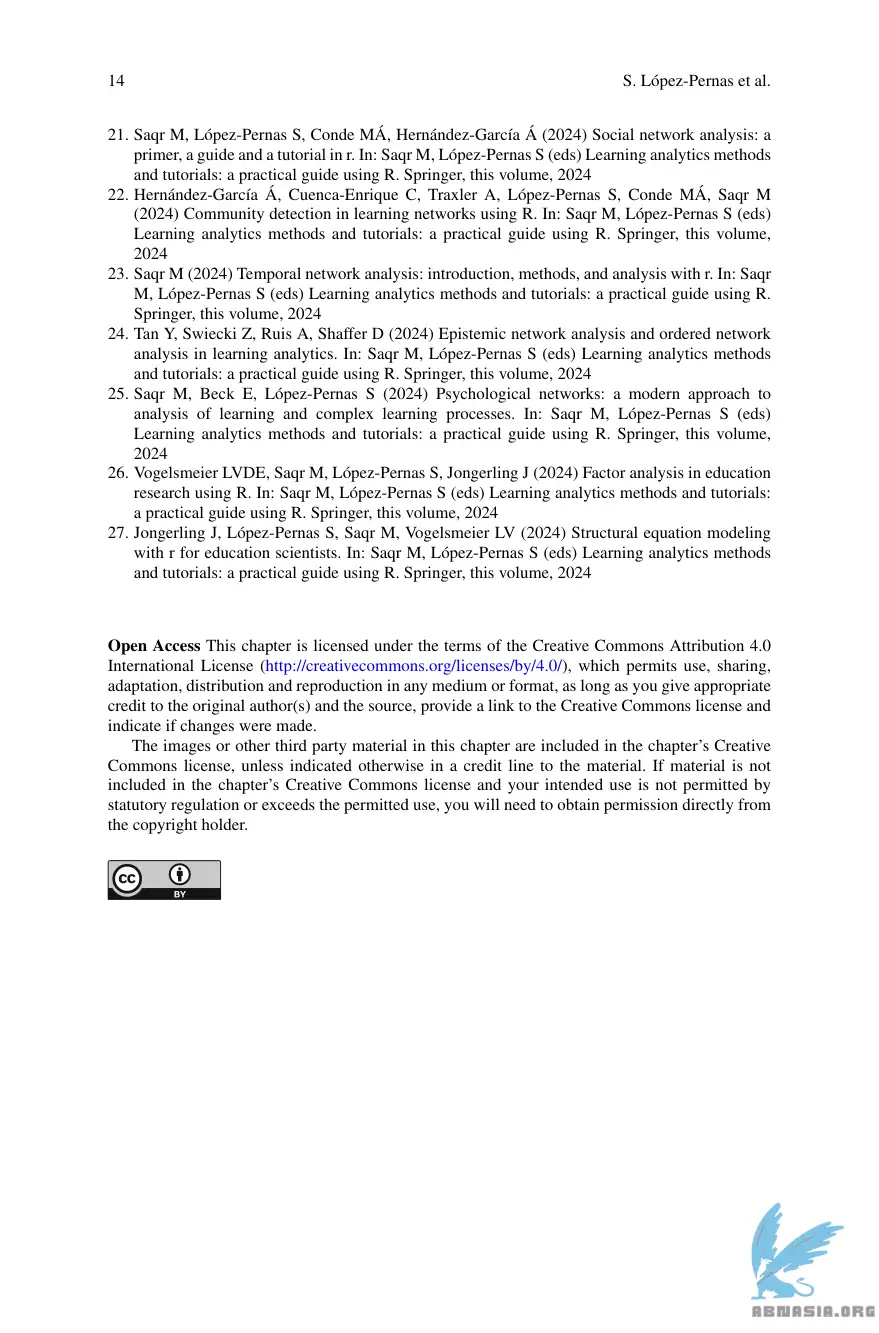 14 S. López-Pernas et al.
21. Saqr M, López-Pernas S, Conde MÁ, Hernández-García Á (2024) Social network analysis: a
primer, a guide and a tutorial in r. In: Saqr M, López-Pernas S (eds) Learning analytics methods
and tutorials: a practical guide using R. Springer, this volume, 2024
22. Hernández-García Á, Cuenca-Enrique C, Traxler A, López-Pernas S, Conde MÁ, Saqr M
(2024) Community detection in learning networks using R. In: Saqr M, López-Pernas S (eds)
Learning analytics methods and tutorials: a practical guide using R. Springer, this volume,
2024
23. Saqr M (2024) Temporal network analysis: introduction, methods, and analysis with r. In: Saqr
M, López-Pernas S (eds) Learning analytics methods and tutorials: a practical guide using R.
Springer, this volume, 2024
24. Tan Y, Swiecki Z, Ruis A, Shaffer D (2024) Epistemic network analysis and ordered network
analysis in learning analytics. In: Saqr M, López-Pernas S (eds) Learning analytics methods
and tutorials: a practical guide using R. Springer, this volume, 2024
25. Saqr M, Beck E, López-Pernas S (2024) Psychological networks: a modern approach to
analysis of learning and complex learning processes. In: Saqr M, López-Pernas S (eds)
Learning analytics methods and tutorials: a practical guide using R. Springer, this volume,
2024
26. Vogelsmeier LVDE, Saqr M, López-Pernas S, Jongerling J (2024) Factor analysis in education
research using R. In: Saqr M, López-Pernas S (eds) Learning analytics methods and tutorials:
a practical guide using R. Springer, this volume, 2024
27. Jongerling J, López-Pernas S, Saqr M, Vogelsmeier LV (2024) Structural equation modeling
with r for education scientists. In: Saqr M, López-Pernas S (eds) Learning analytics methods
and tutorials: a practical guide using R. Springer, this volume, 2024
Open Access This chapter is licensed under the terms of the Creative Commons Attribution 4.0
International License (http://creativecommons.org/licenses/by/4.0/), which permits use, sharing,
adaptation, distribution and reproduction in any medium or format, as long as you give appropriate
credit to the original author(s) and the source, provide a link to the Creative Commons license and
indicate if changes were made.
The images or other third party material in this chapter are included in the chapter's Creative
Commons license, unless indicated otherwise in a credit line to the material. If material is not
included in the chapter's Creative Commons license and your intended use is not permitted by
statutory regulation or exceeds the permitted use, you will need to obtain permission directly from
the copyright holder.
cc
BY
ABNASIA.ORG